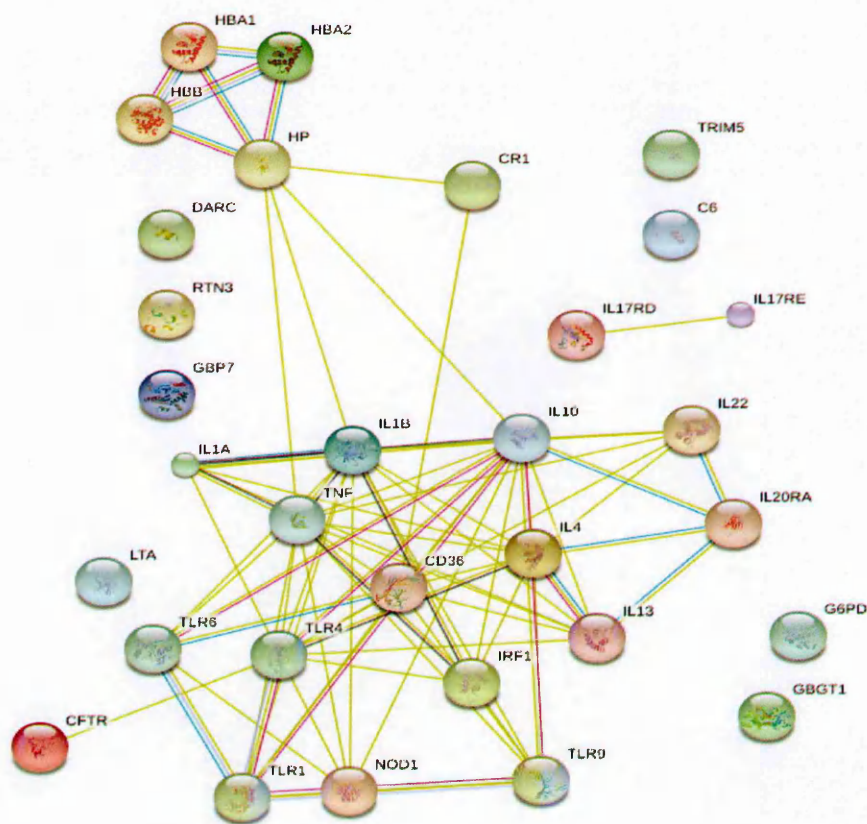 HBA1
HBA2
HBB
HP
CR1
TRIM5
DARC
C6
RTN3
IL17RD
IL17RE
GBP7
IL1B
IL10
IL22
IL1A
TNF
IL20RA
IL4
LTA
CD36
IL13
TLR6
TLR4
G6PD
IRF1
GBGT1
CFTR
TLR1
NOD1
TLR9